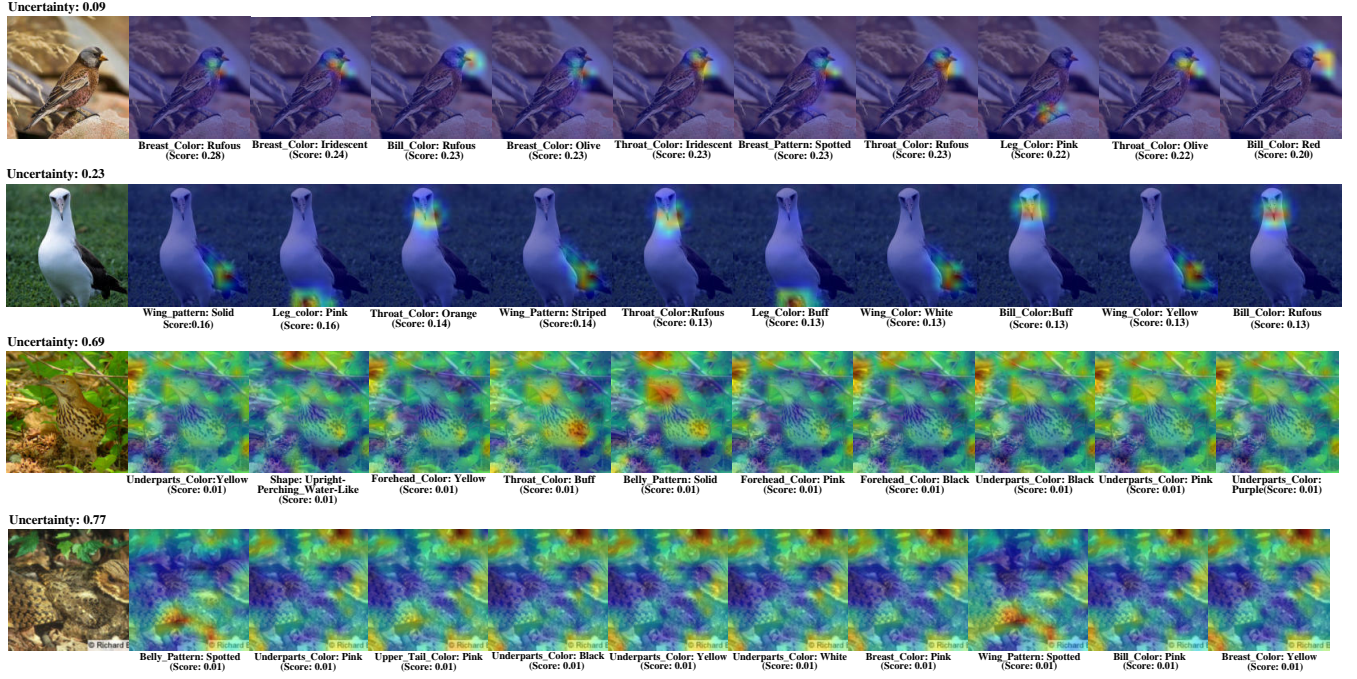 Uncertainty: 0.09
Breast_Color: Rufous
(Score: 0.28)
Breast_Color: Iridescent
(Score: 0.24)
Bill_Color: Rufous
(Score: 0.23)
Breast_Color: Olive
(Score: 0.23)
Throat_Color: Iridescent
(Score: 0.23)
Breast_Pattern: Spotted
(Score: 0.23)
Throat_Color: Rufous
(Score: 0.23)
Leg_Color: Pink
(Score: 0.22)
Throat_Color: Olive
(Score: 0.22)
Bill_Color: Red
(Score: 0.20)
Uncertainty: 0.23
Wing_pattern: Solid
Score:0.16)
Leg_color: Pink
(Score: 0.16)
Throat_Color: Orange
(Score: 0.14)
Wing_Pattern: Striped
(Score:0.14)
Throat_Color:Rufous
(Score: 0.13)
Leg_Color: Buff
(Score: 0.13)
Wing_Color: White
(Score: 0.13)
Bill_Color:Buff
(Score: 0.13)
Wing_Color: Yellow
(Score: 0.13)
Bill_Color: Rufous
(Score: 0.13)
Uncertainty: 0.69
Underparts_Color:Yellow
(Score: 0.01)
Shape: Upright-
Perching_Water-Like
(Score: 0.01)
Forehead_Color: Yellow
(Score: 0.01)
Throat_Color: Buff
(Score: 0.01)
Belly_Pattern: Solid
(Score: 0.01)
Forehead_Color: Pink
(Score: 0.01)
Forehead_Color: Black
(Score: 0.01)
Underparts_Color: Black
(Score: 0.01)
Underparts_Color: Pink
(Score: 0.01)
Underparts_Color:
Purple(Score: 0.01)
Uncertainty: 0.77
© Richard E
© Richard E
© Richard E
© Richard E
© Richard E
© Richard E
© Richard E
© Richard E
© Richard E
© Richard E
© Richard E
Belly_Pattern: Spotted
(Score: 0.01)
Underparts_Color: Pink
(Score: 0.01)
Upper_Tail_Color: Pink
(Score: 0.01)
Underparts_Color: Black
(Score: 0.01)
Underparts_Color: Yellow
(Score: 0.01)
Underparts_Color: White
(Score: 0.01)
Breast_Color: Pink
(Score: 0.01)
Wing_Pattern: Spotted
(Score: 0.01)
Bill_Color: Pink
(Score: 0.01)
Breast_Color: Yellow
(Score: 0.01)